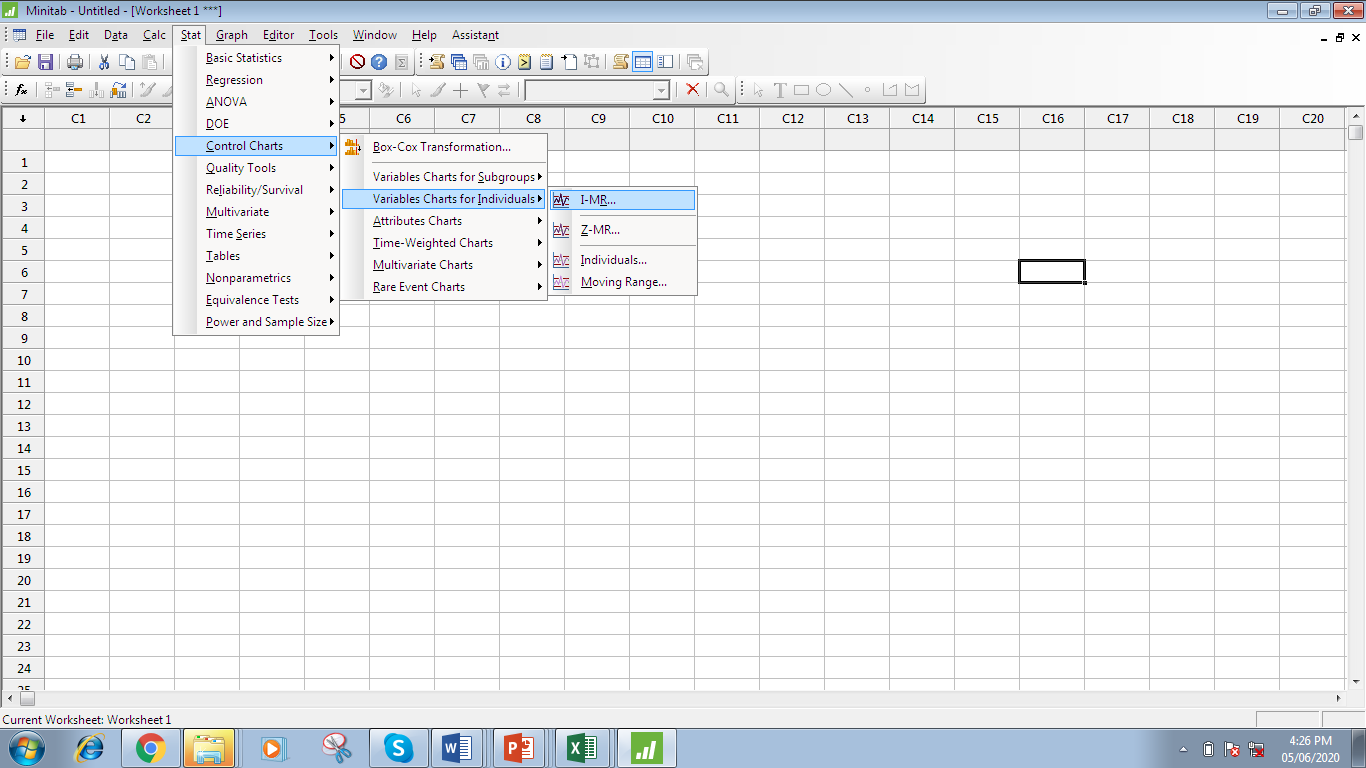 Minitab - Untitled - [Worksheet 1 ***]
File Edit Data Calc Stat Graph Editor Tools Window Help Assistant
Basic Statistics
Regression
ANOVA
DOE
Control Charts
Quality Tools
Reliability/Survival
Multivariate
Time Series
Tables
Nonparametrics
Equivalence Tests
Power and Sample Size
Box-Cox Transformation...
Variables Charts for Subgroups
Variables Charts for Individuals
Attributes Charts
Time-Weighted Charts
Multivariate Charts
Rare Event Charts
I-MR...
Z-MR...
Individuals...
Moving Range...
C1 C2 5 C6 C7 C8 C9 C10 C11 C12 C13 C14 C15 C16 C17 C18 C19 C20
1
2
3
4
5
6
7
8
9
10
11
12
13
14
15
16
17
18
19
20
21
22
23
24
25
Current Worksheet: Worksheet 1
4:26 PM
05/06/2020